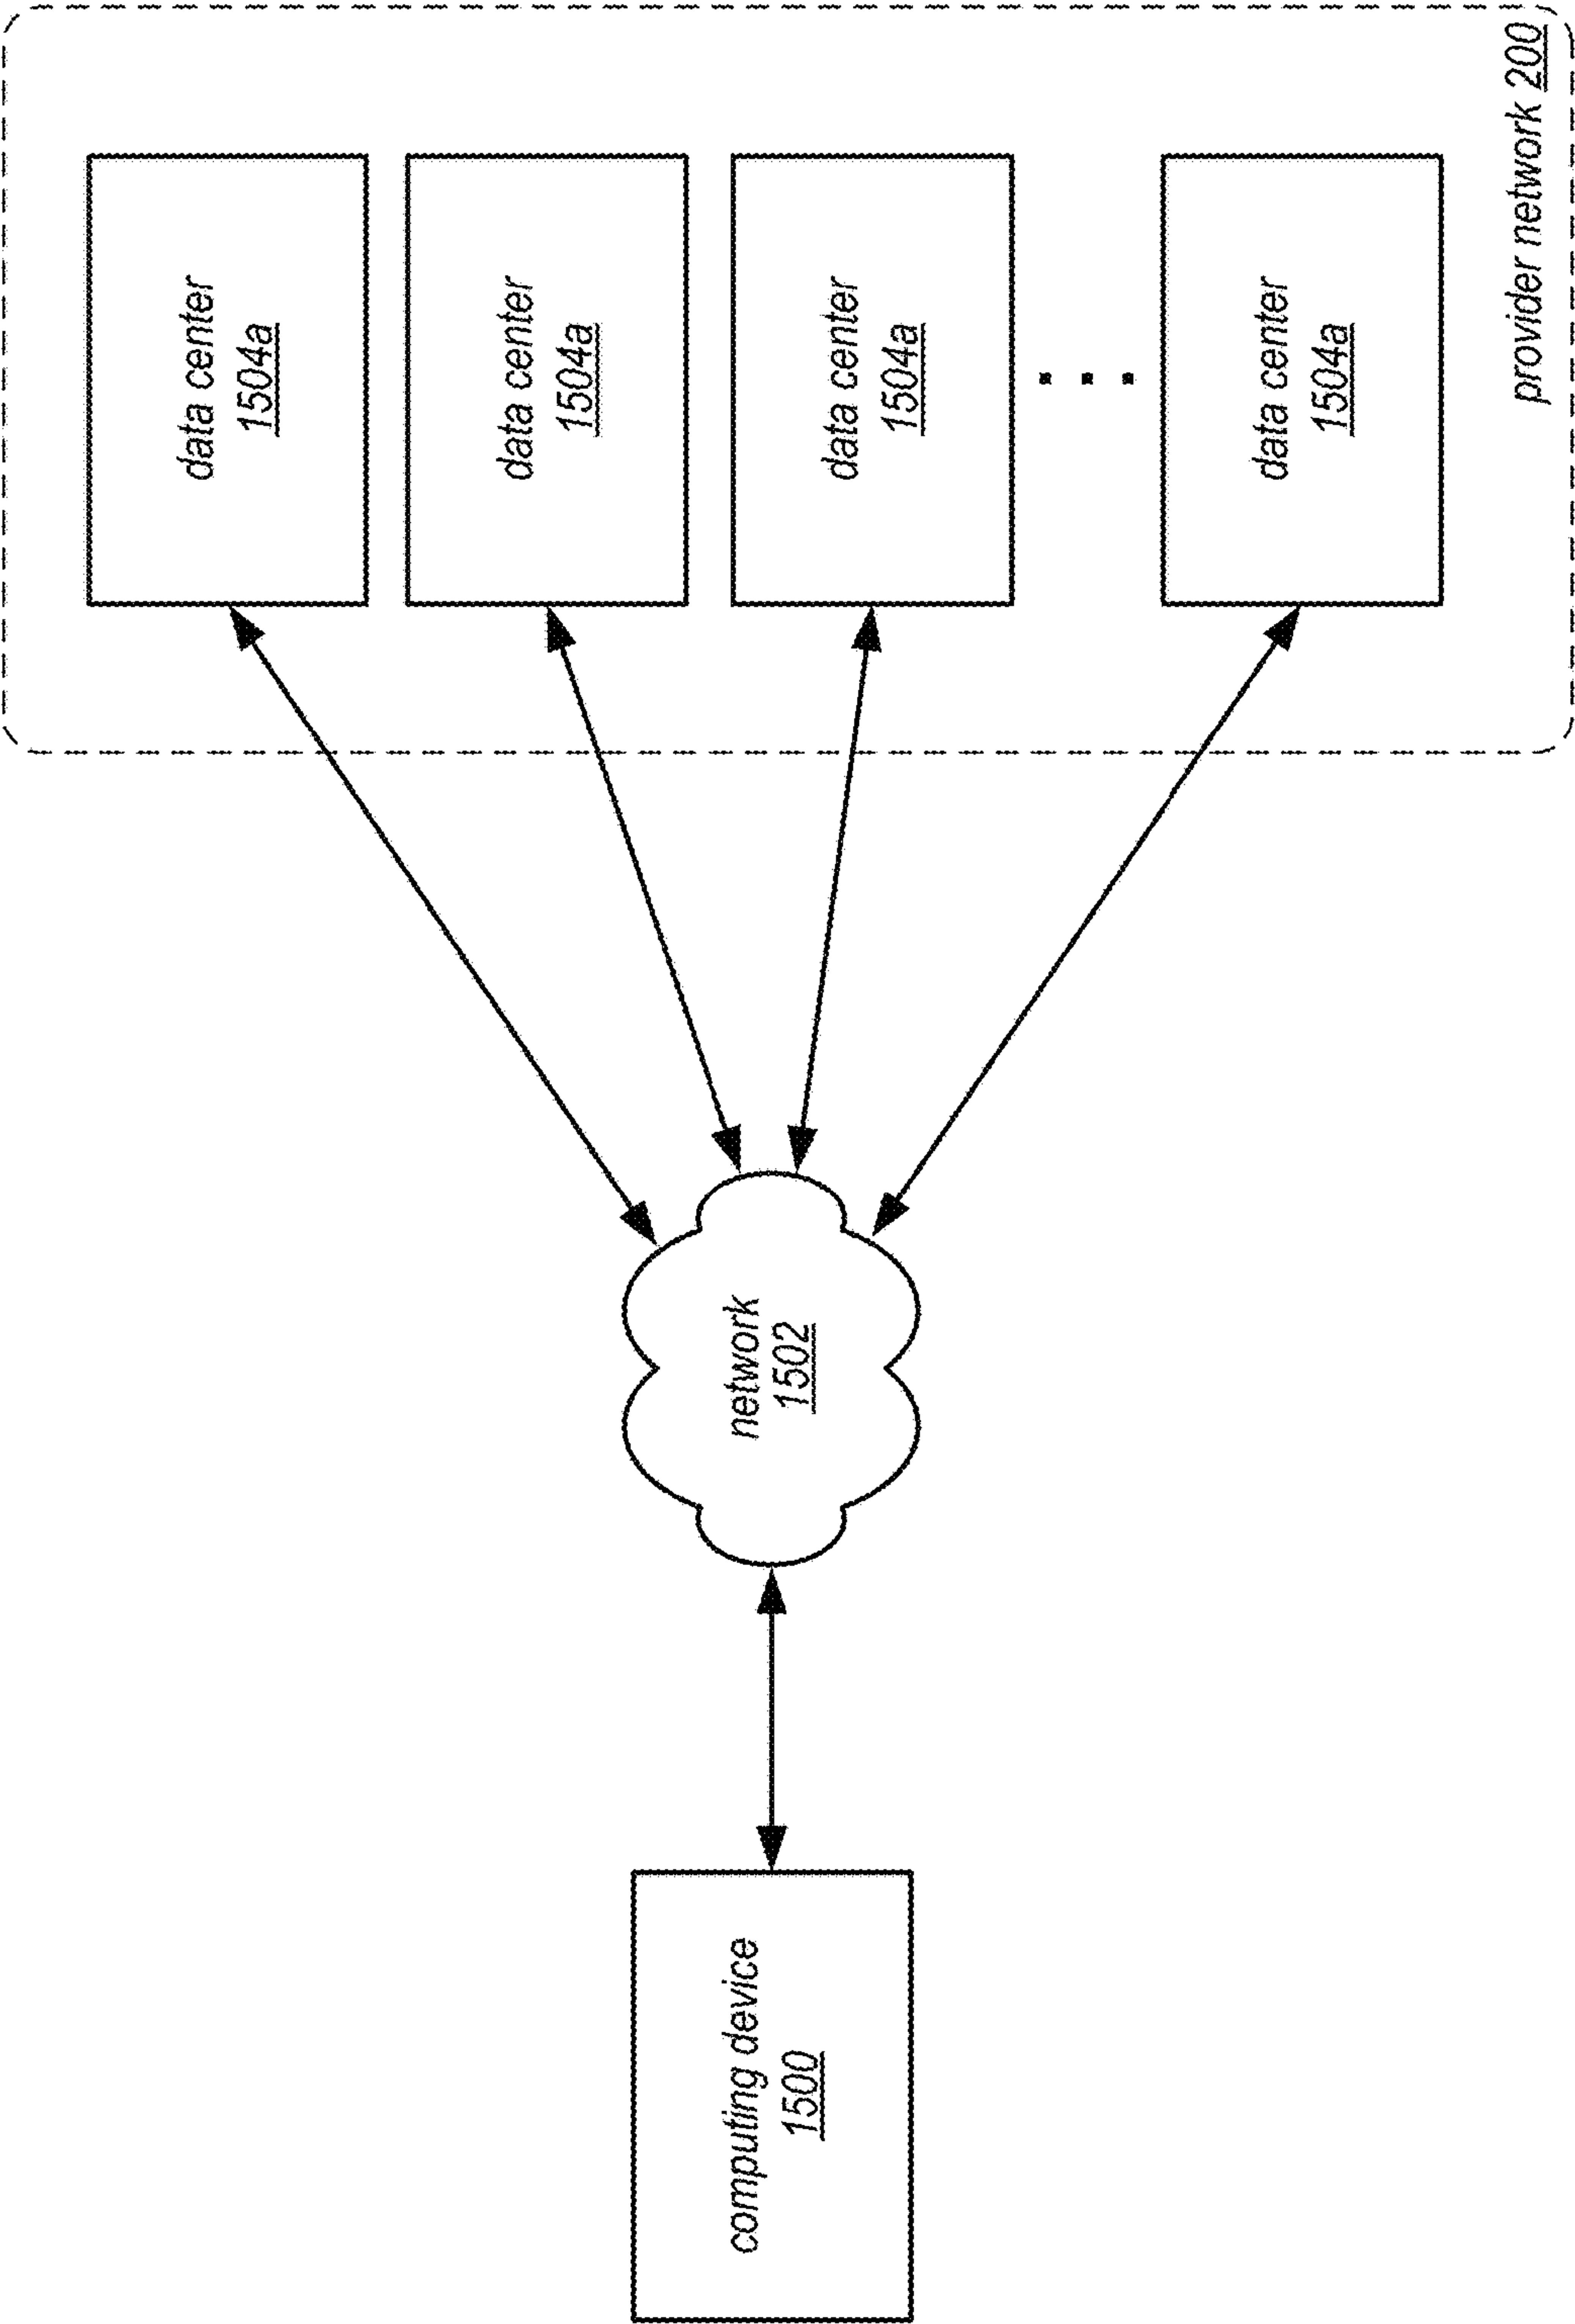 data center
1504a
data center
1504a
data center
1504a
data center
1504a
provider network 200
network
1502
computing device
1500